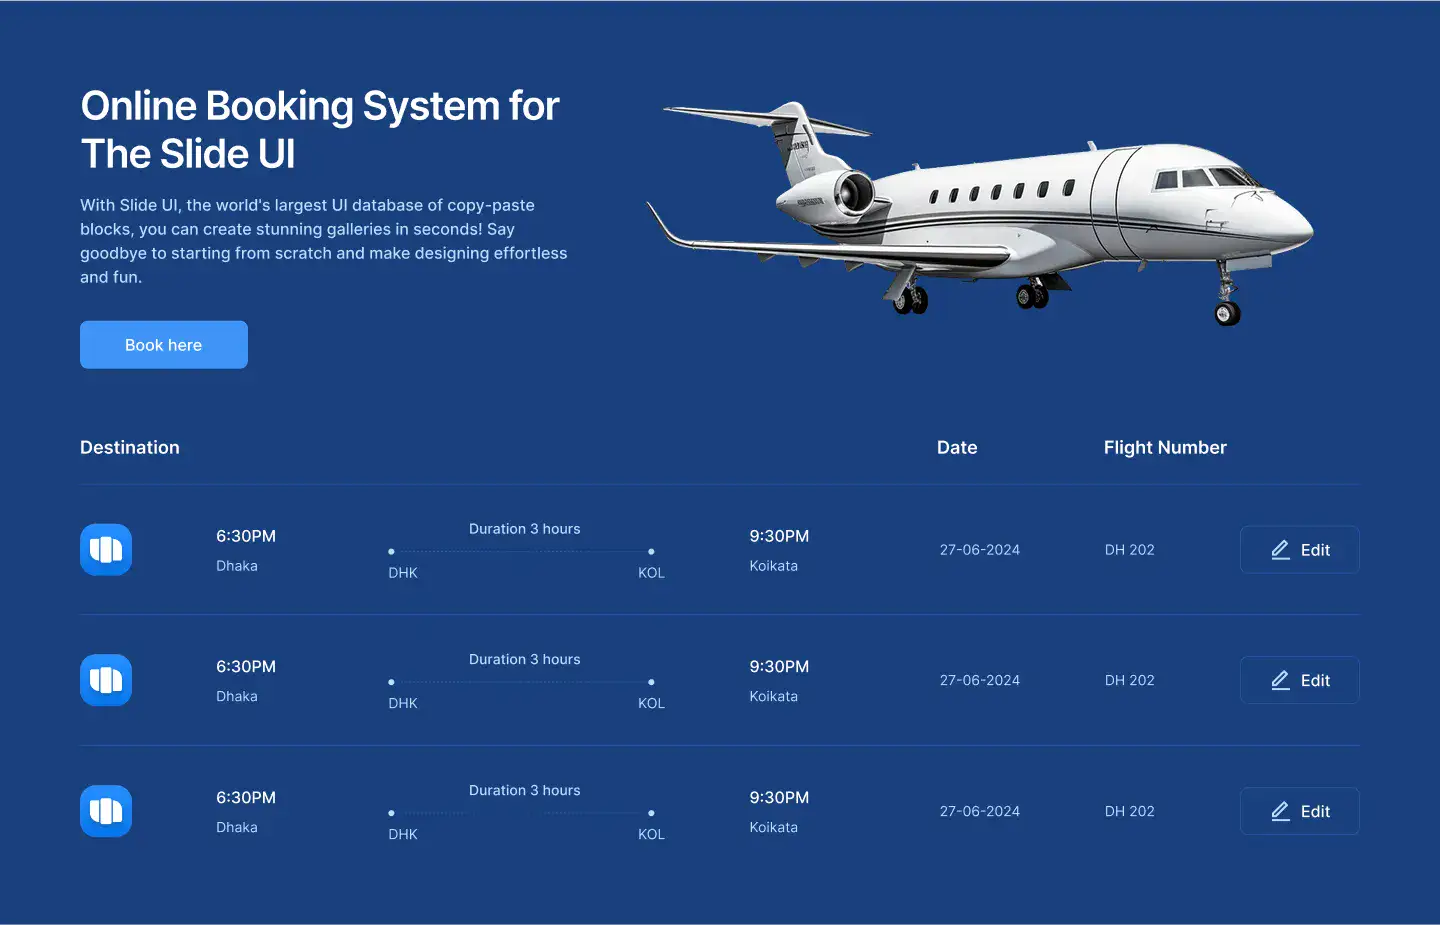 Online Booking System for
The Slide UI
With Slide UI, the world's largest UI database of copy-paste
blocks, you can create stunning galleries in seconds! Say
goodbye to starting from scratch and make designing effortless
and fun.
Book here
Destination Date Flight Number
Duration 3 hours
6:30PM 9:30PM
27-06-2024 DH 202 Edit
Dhaka DHK KOL Koikata
Duration 3 hours
6:30PM 9:30PM
27-06-2024 DH 202 Edit
Dhaka DHK KOL Koikata
Duration 3 hours
6:30PM 9:30PM
27-06-2024 DH 202 Edit
Dhaka DHK KOL Koikata